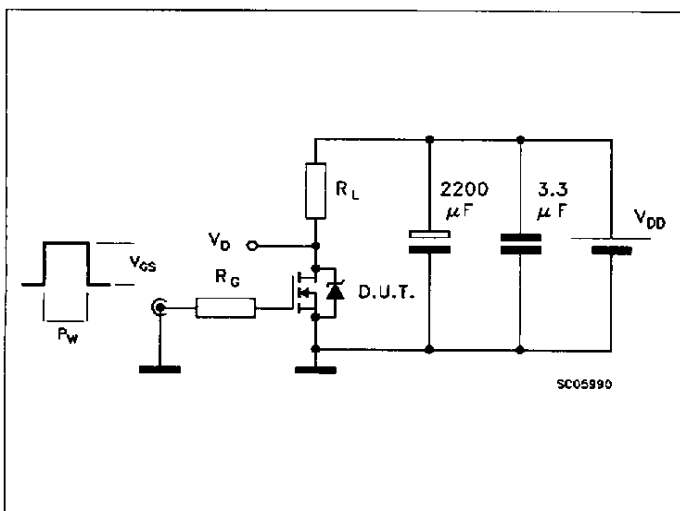 2200
μF
3.3
μF
R_L
V_DD
V_D
V_GS
R_G
D.U.T.
P_W
SC05990